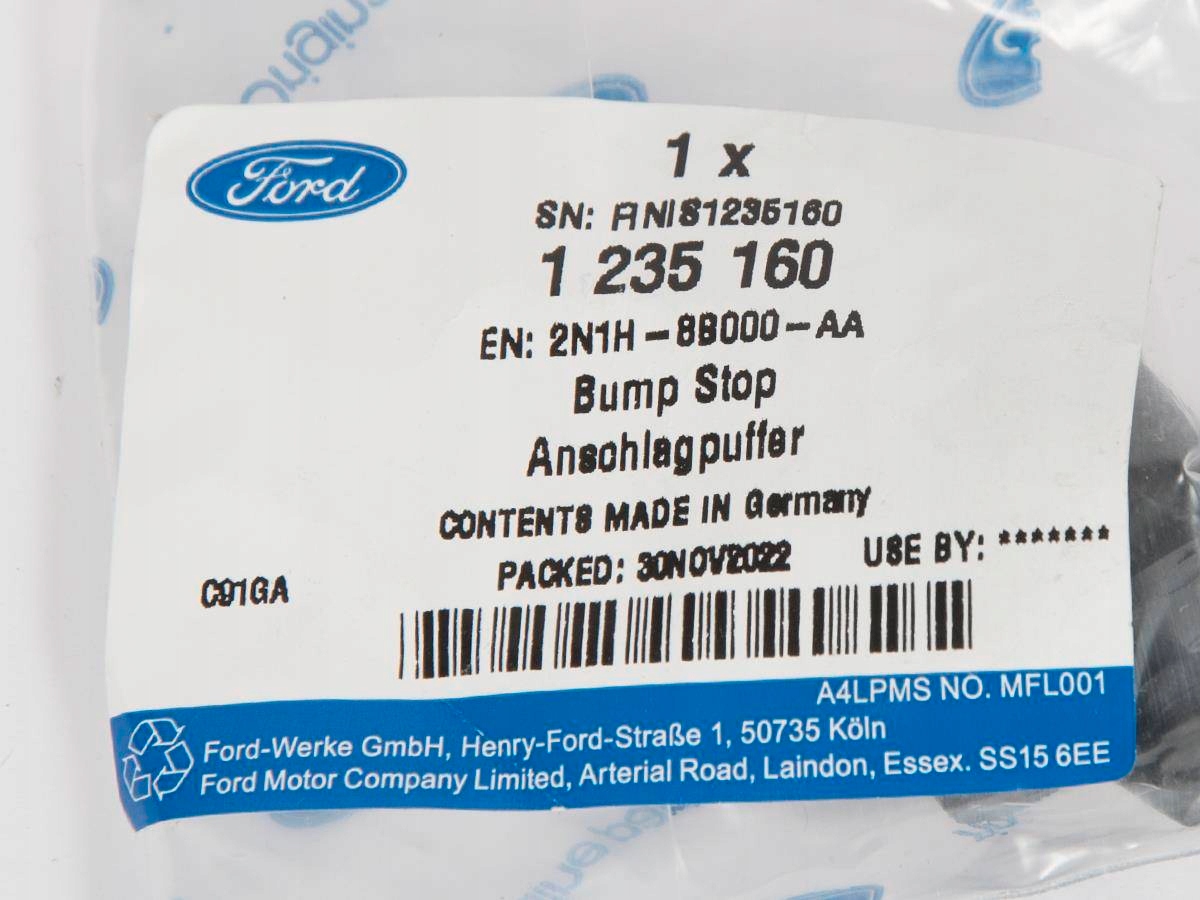 Ford
1 x
SN: FINIS1235160
1 235 160
EN: 2N1H-8B000-AA
Bump Stop
Anschlagpuffer
CONTENTS MADE IN Germany
PACKED: 30NOV2022 USE BY: *******
C91GA
A4LPMS NO. MFL001
Ford-Werke GmbH, Henry-Ford-Straße 1, 50735 Köln
Ford Motor Company Limited, Arterial Road, Laindon, Essex. SS15 6EE